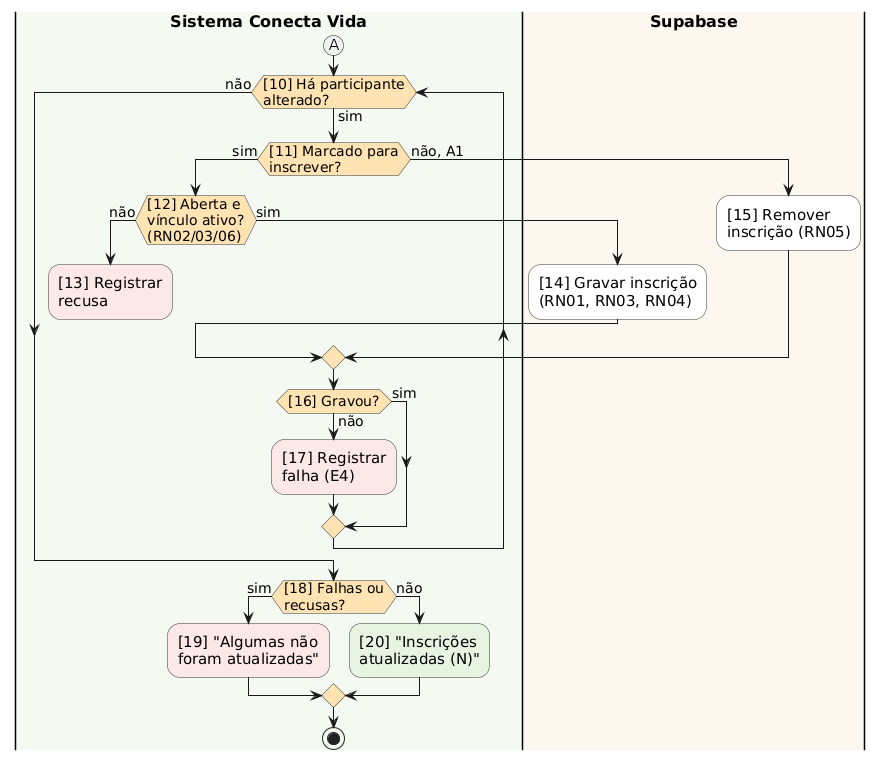 Sistema Conecta Vida
Supabase
A
não
[10] Há participante
alterado?
sim
sim
[11] Marcado para
inscrever?
não, A1
não
[12] Aberta e
vínculo ativo?
(RN02/03/06)
sim
[15] Remover
inscrição (RN05)
[13] Registrar
recusa
[14] Gravar inscrição
(RN01, RN03, RN04)
[16] Gravou?
sim
não
[17] Registrar
falha (E4)
sim
[18] Falhas ou
recusas?
não
[19] "Algumas não
foram atualizadas"
[20] "Inscrições
atualizadas (N)"